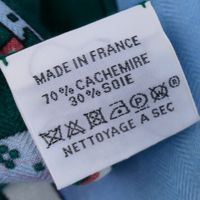 MADE IN FRANCE
70% CACHEMIRE
30% SOIE
P
®
NETTOYAGE A SEC